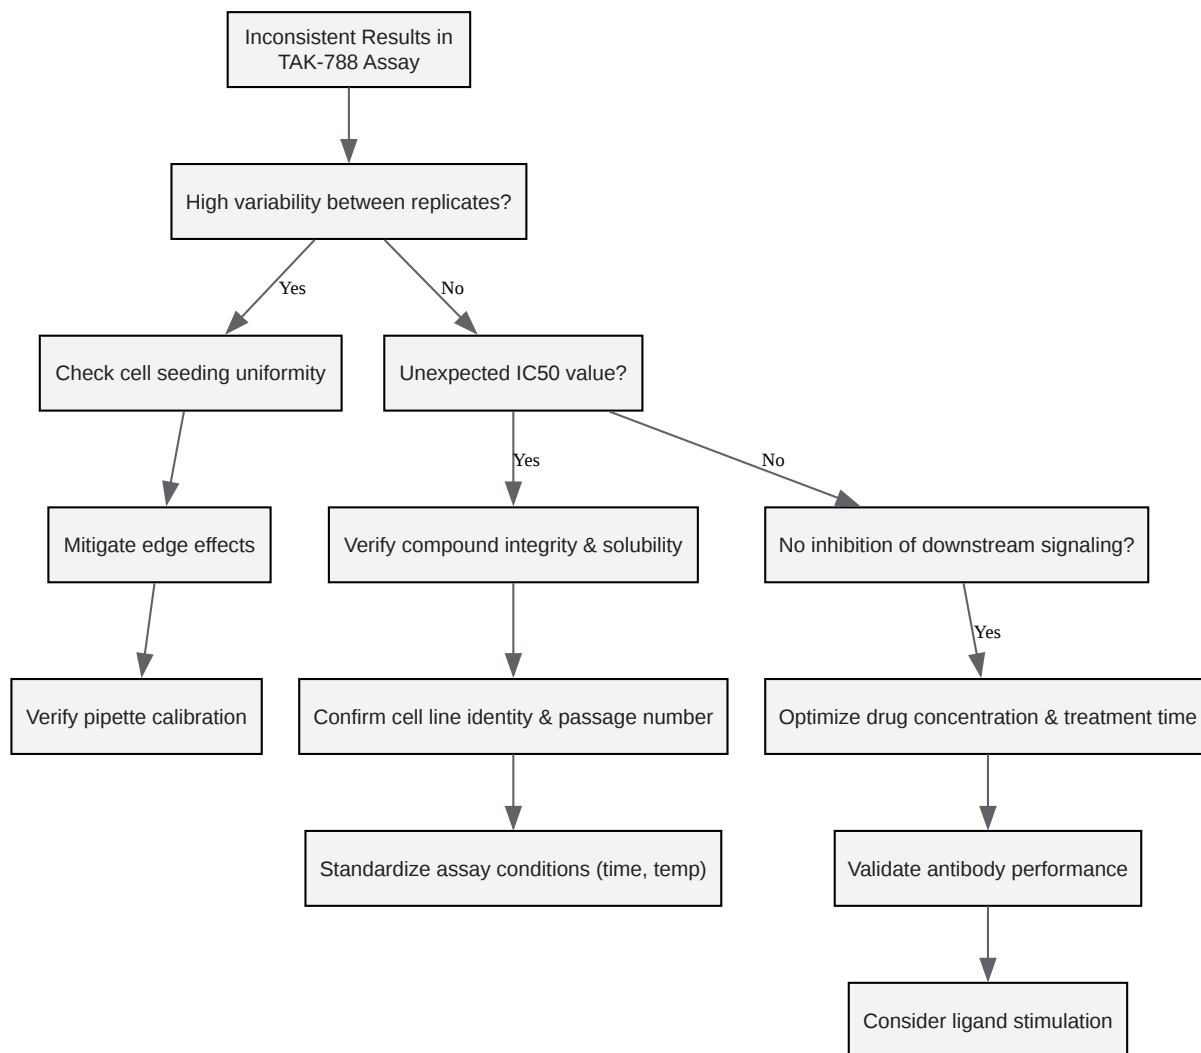 Inconsistent Results in
TAK-788 Assay
High variability between replicates?
Yes
No
Check cell seeding uniformity
Unexpected IC50 value?
Yes
No
Mitigate edge effects
Verify compound integrity & solubility
No inhibition of downstream signaling?
Yes
Verify pipette calibration
Confirm cell line identity & passage number
Optimize drug concentration & treatment time
Standardize assay conditions (time, temp)
Validate antibody performance
Consider ligand stimulation